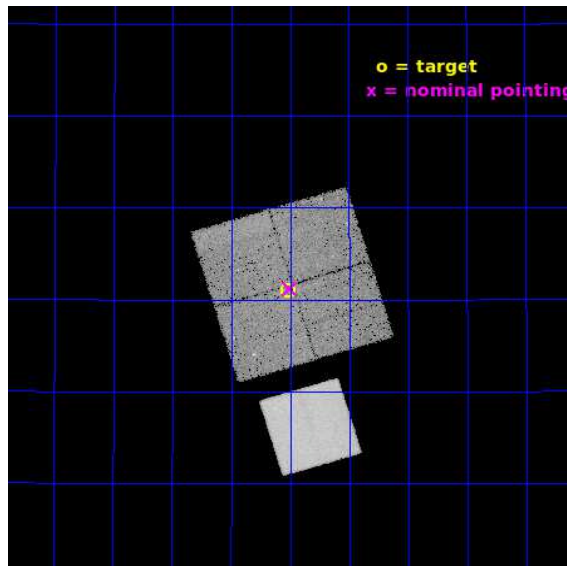 o = target
x = nominal pointing